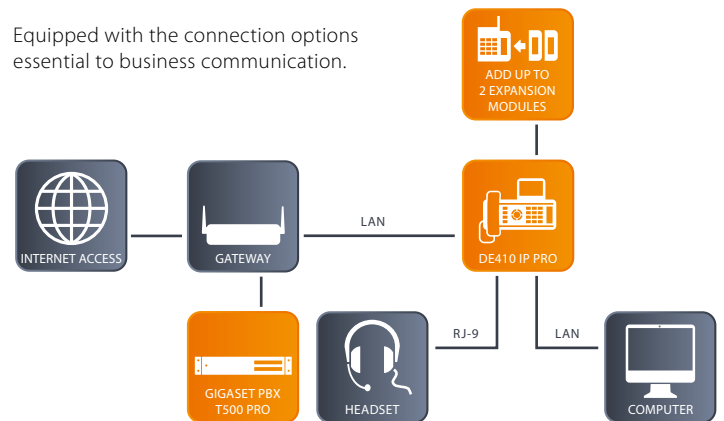 Equipped with the connection options
essential to business communication.
ADD UP TO
2 EXPANSION
MODULES
INTERNET ACCESS
GATEWAY
LAN
DE410 IP PRO
GIGASET PBX
T500 PRO
HEADSET
RJ-9
LAN
COMPUTER